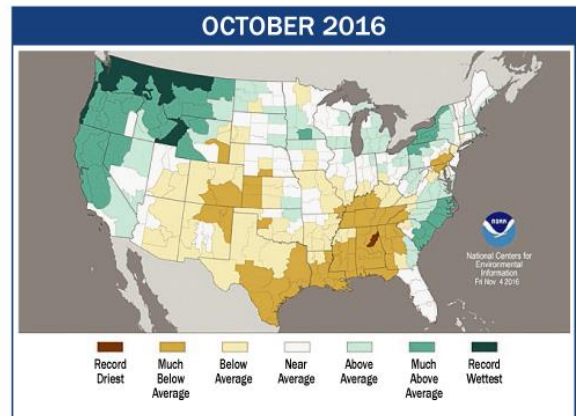 OCTOBER 2016
NOAA
National Centers for
Environmental
Information
Fri Nov 4 2016
Record
Driest
Much
Below
Average
Below
Average
Near
Average
Above
Average
Much
Above
Average
Record
Wettest